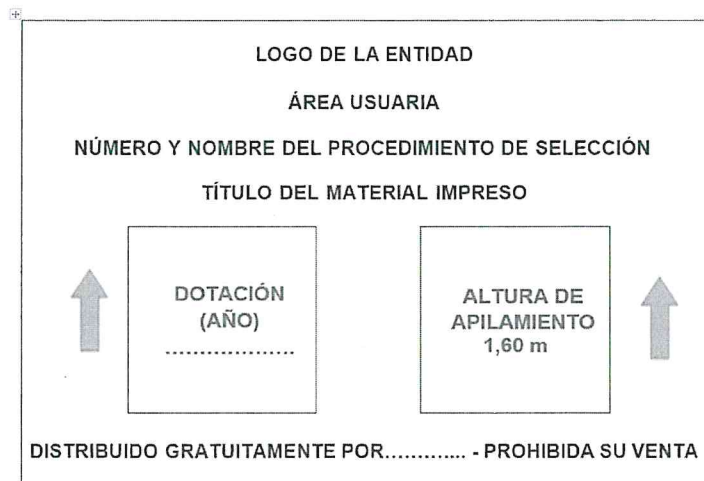 LOGO DE LA ENTIDAD
ÁREA USUARIA
NÚMERO Y NOMBRE DEL PROCEDIMIENTO DE SELECCIÓN
TÍTULO DEL MATERIAL IMPRESO
DOTACIÓN
(AÑO)
..................
ALTURA DE
APILAMIENTO
1,60 m
DISTRIBUIDO GRATUITAMENTE POR............ - PROHIBIDA SU VENTA